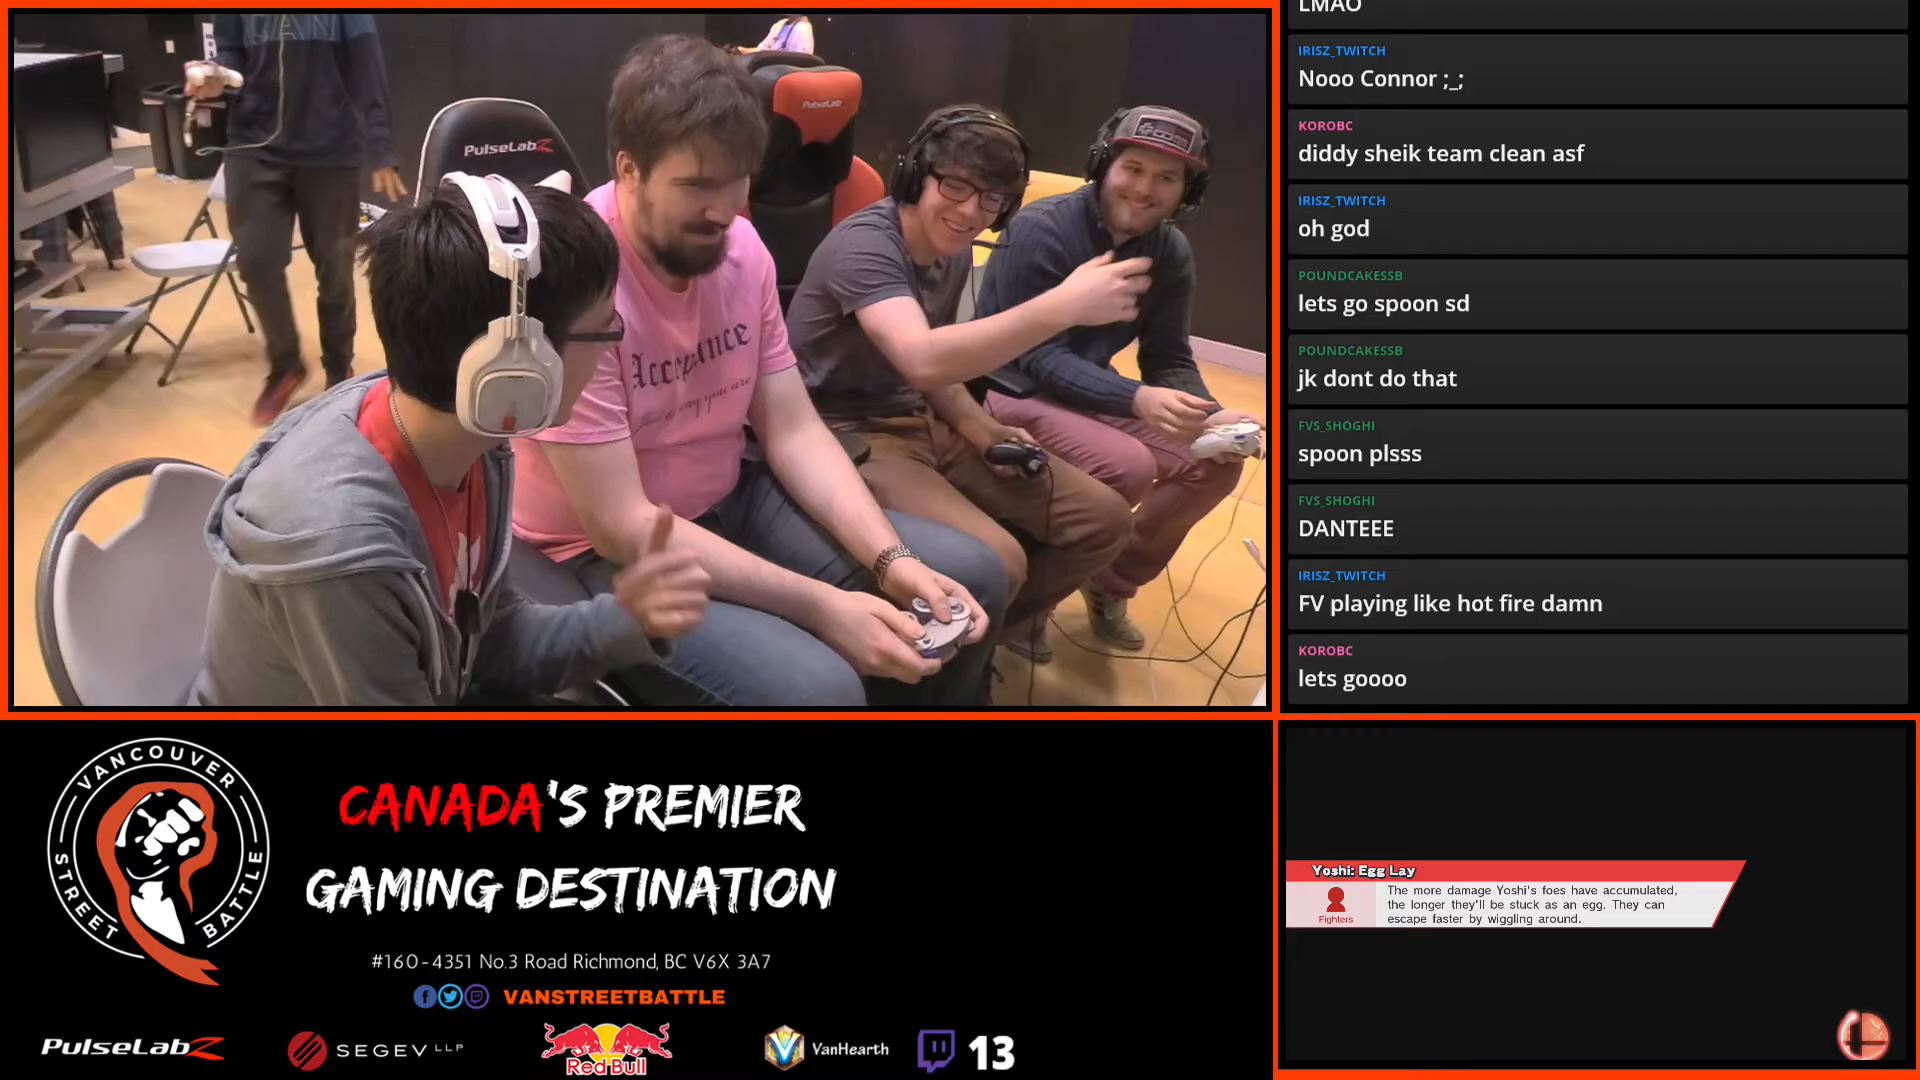 CAN
PulseLabZ
PulseLab
Acceptance
LMAO
IRISZ_TWITCH
Nooo Connor ;_;
KOROBC
diddy sheik team clean asf
IRISZ_TWITCH
oh god
POUNDCAKESSB
lets go spoon sd
POUNDCAKESSB
jk dont do that
FVS_SHOGHI
spoon plsss
FVS_SHOGHI
DANTEEE
IRISZ_TWITCH
FV playing like hot fire damn
KOROBC
lets goooo
VANCOUVER
STREET BATTLE
CANADA'S PREMIER
GAMING DESTINATION
#160-4351 No.3 Road Richmond, BC V6X 3A7
VANSTREETBATTLE
PulseLabZ
SEGEV LLP
Red Bull
VanHearth
13
Yoshi: Egg Lay
Fighters
The more damage Yoshi's foes have accumulated,
the longer they'll be stuck as an egg. They can
escape faster by wiggling around.